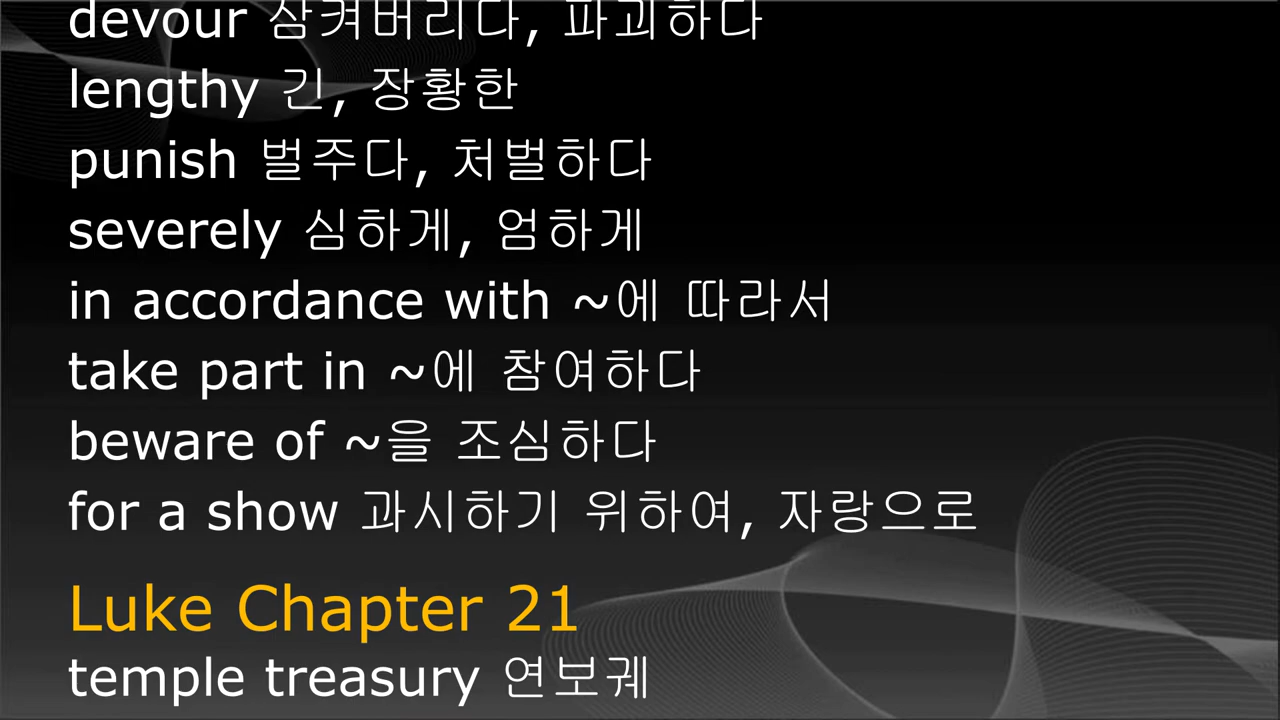 devour 삼켜버리다, 파괴하다
lengthy 긴, 장황한
punish 벌주다, 처벌하다
severely 심하게, 엄하게
in accordance with ~에 따라서
take part in ~에 참여하다
beware of ~을 조심하다
for a show 과시하기 위하여, 자랑으로
Luke Chapter 21
temple treasury 연보궤